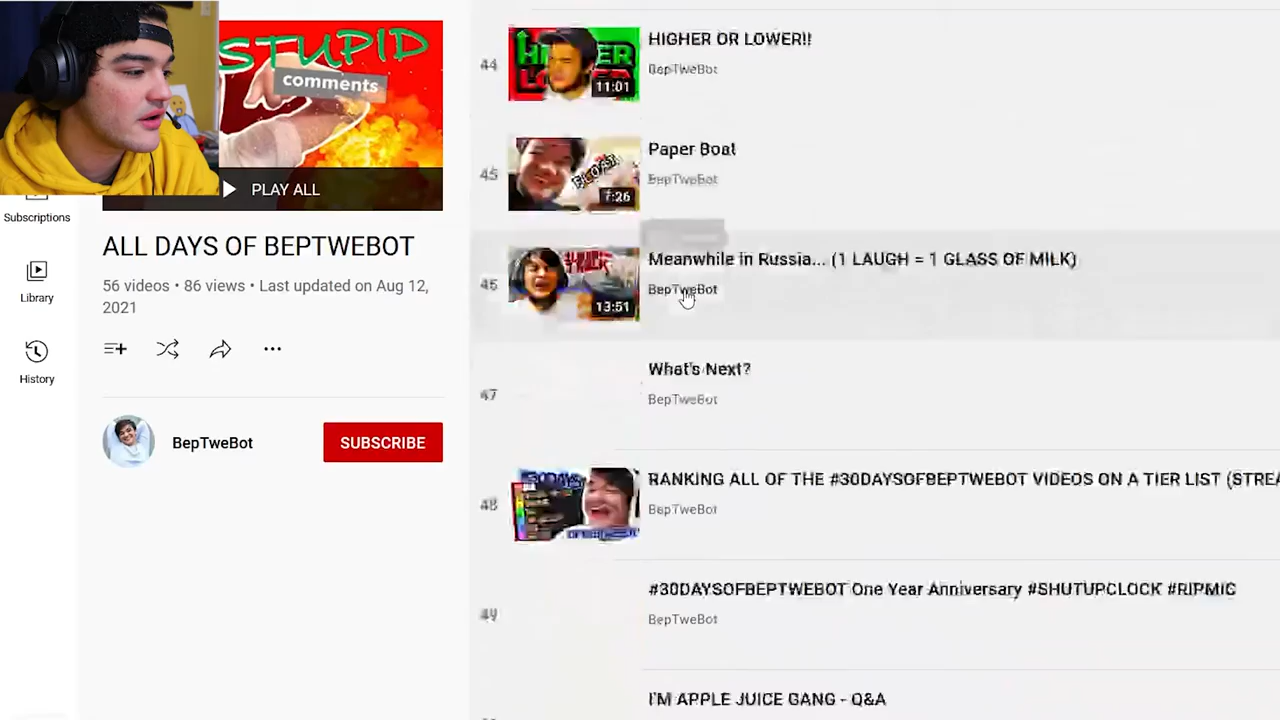 STUPID
comments
PLAY ALL
Subscriptions
Library
History
ALL DAYS OF BEPTWEBOT
56 videos • 86 views • Last updated on Aug 12,
2021
BepTweBot
SUBSCRIBE
44
HIGHER OR LOWER!!
BepTweBot
11:01
45
Paper Boat
BepTweBot
7:26
46
Meanwhile in Russia... (1 LAUGH = 1 GLASS OF MILK)
BepTweBot
13:51
47
What's Next?
BepTweBot
48
RANKING ALL OF THE #30DAYSOFBEPTWEBOT VIDEOS ON A TIER LIST (STREA
BepTweBot
49
#30DAYSOFBEPTWEBOT One Year Anniversary #SHUTUPCLOCK #RIPMIC
BepTweBot
I'M APPLE JUICE GANG - Q&A